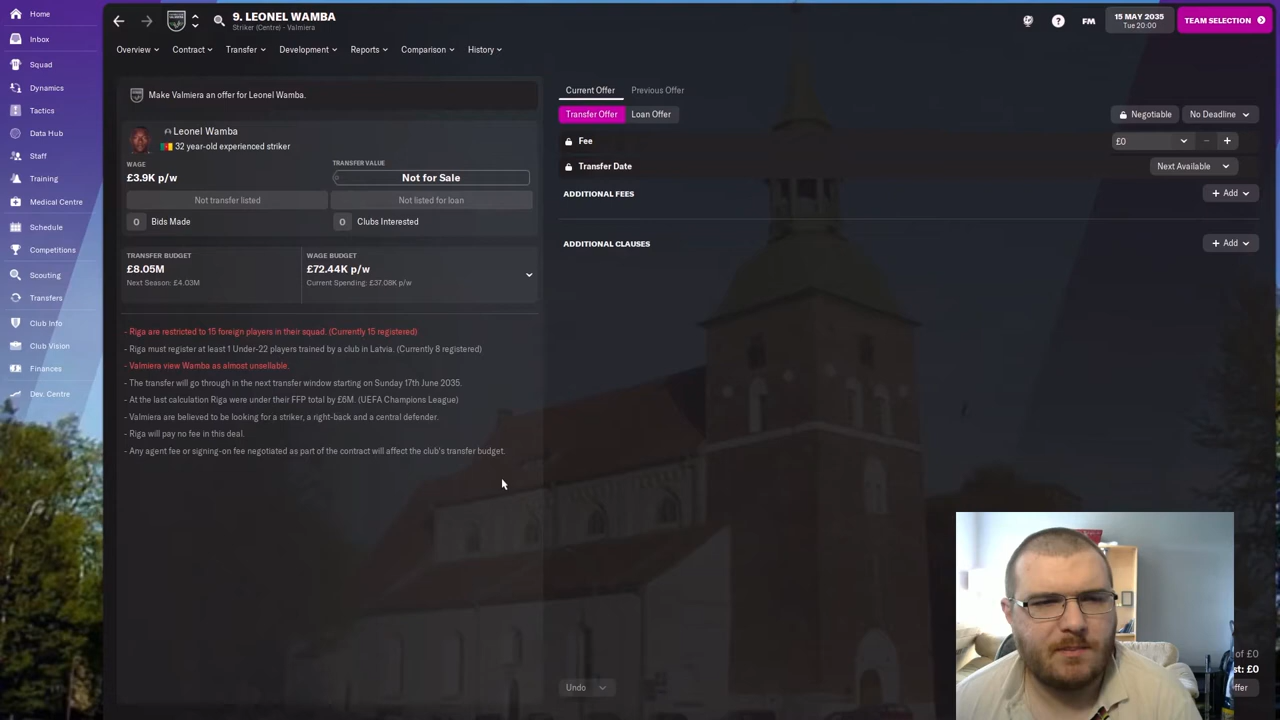 Home
Inbox
Squad
Dynamics
Tactics
Data Hub
Staff
Training
Medical Centre
Schedule
Competitions
Scouting
Transfers
Club Info
Club Vision
Finances
Dev. Centre
9. LEONEL WAMBA
Striker (Centre) - Valmiera
FM
15 MAY 2035
Tue 20:00
TEAM SELECTION
Overview
Contract
Transfer
Development
Reports
Comparison
History
Make Valmiera an offer for Leonel Wamba.
Leonel Wamba
32 year-old experienced striker
WAGE
£3.9K p/w
TRANSFER VALUE
Not for Sale
Not transfer listed
Not listed for loan
0 Bids Made
0 Clubs Interested
TRANSFER BUDGET
£8.05M
Next Season: £4.03M
WAGE BUDGET
£72.44K p/w
Current Spending: £37.08K p/w
- Riga are restricted to 15 foreign players in their squad. (Currently 15 registered)
- Riga must register at least 1 Under-22 players trained by a club in Latvia. (Currently 8 registered)
- Valmiera view Wamba as almost unsellable.
- The transfer will go through in the next transfer window starting on Sunday 17th June 2035.
- At the last calculation Riga were under their FFP total by £6M. (UEFA Champions League)
- Valmiera are believed to be looking for a striker, a right-back and a central defender.
- Riga will pay no fee in this deal.
- Any agent fee or signing-on fee negotiated as part of the contract will affect the club's transfer budget.
Current Offer
Previous Offer
Transfer Offer
Loan Offer
Negotiable
No Deadline
Fee
£0
Transfer Date
Next Available
ADDITIONAL FEES
Add
ADDITIONAL CLAUSES
Add
Undo
of £0
st: £0
ffer